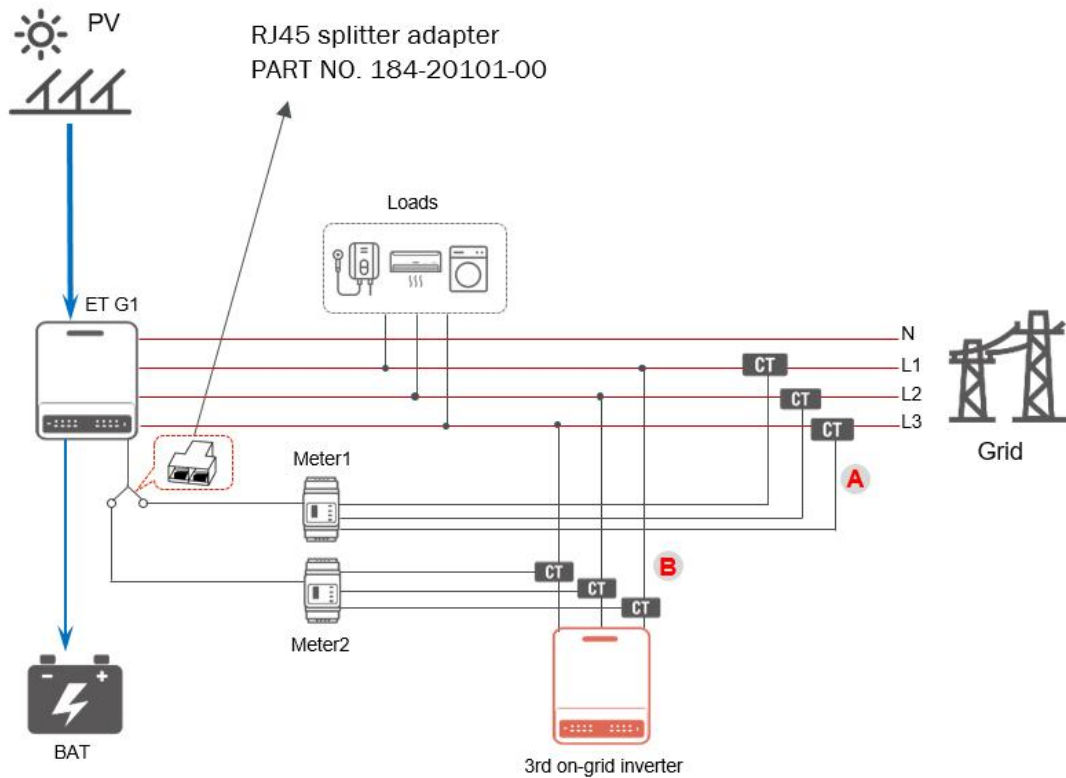 PV
RJ45 splitter adapter
PART NO. 184-20101-00
Loads
ET G1
N
CT
L1
CT
L2
CT
L3
Grid
Meter1
A
CT
B
CT
CT
Meter2
BAT
3rd on-grid inverter